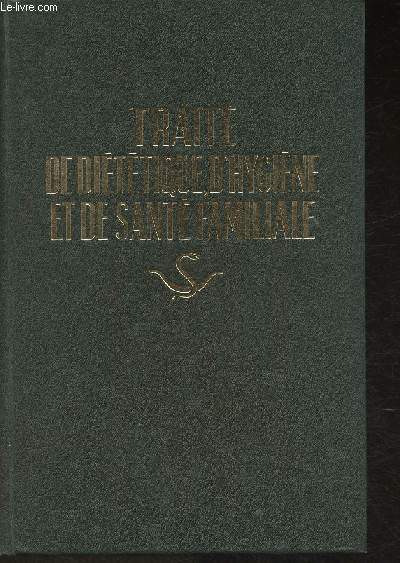 Le-livre.com
TRAITÉ
DE DIÉTÉTIQUE, D'HYGIÈNE
ET DE SANTÉ FAMILIALE